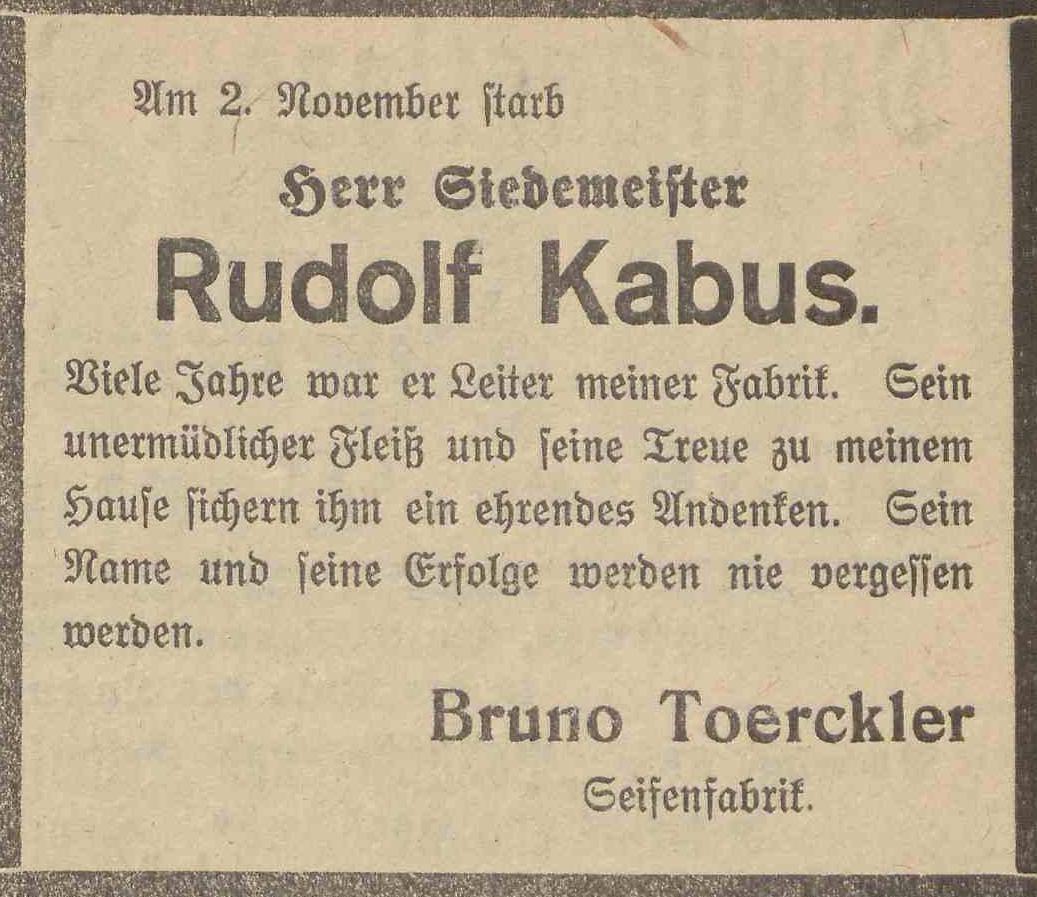 Am 2. November starb
Herr Siedemeister
Rudolf Kabus.
Viele Jahre war er Leiter meiner Fabrik. Sein
unermüdlicher Fleiß und seine Treue zu meinem
Hause sichern ihm ein ehrendes Andenken. Sein
Name und seine Erfolge werden nie vergessen
werden.
Bruno Toerckler
Seifenfabrik.